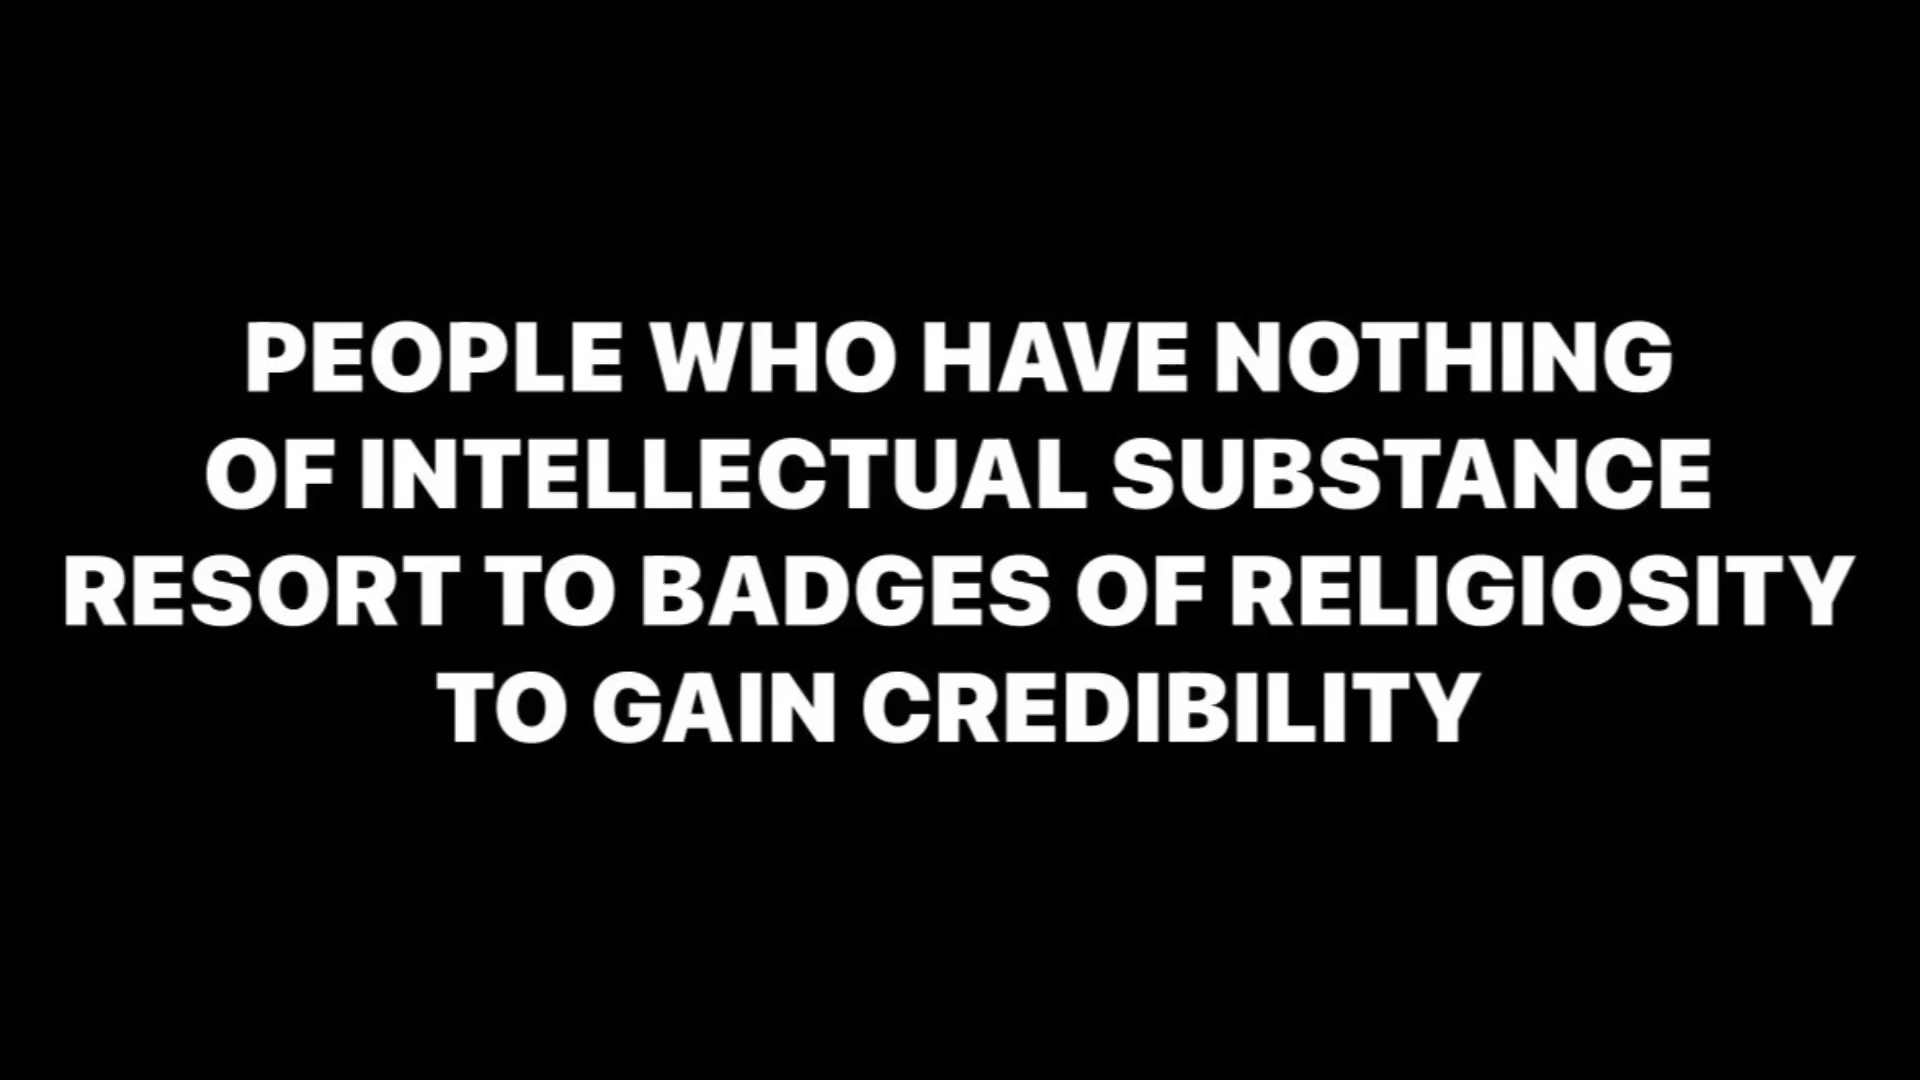 PEOPLE WHO HAVE NOTHING
OF INTELLECTUAL SUBSTANCE
RESORT TO BADGES OF RELIGIOSITY
TO GAIN CREDIBILITY